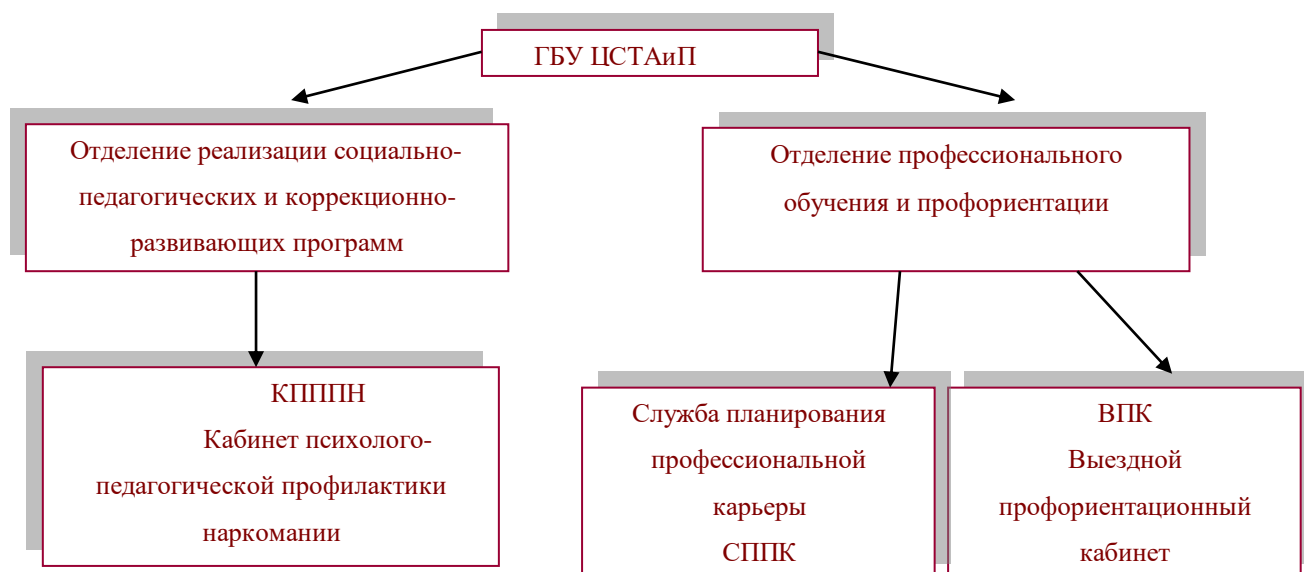 ГБУ ЦСТАиП
Отделение реализации социально-
педагогических и коррекционно-
развивающих программ
Отделение профессионального
обучения и профориентации
КПППН
Кабинет психолого-
педагогической профилактики
наркомании
Служба планирования
профессиональной
карьеры
СППК
ВПК
Выездной
профориентационный
кабинет